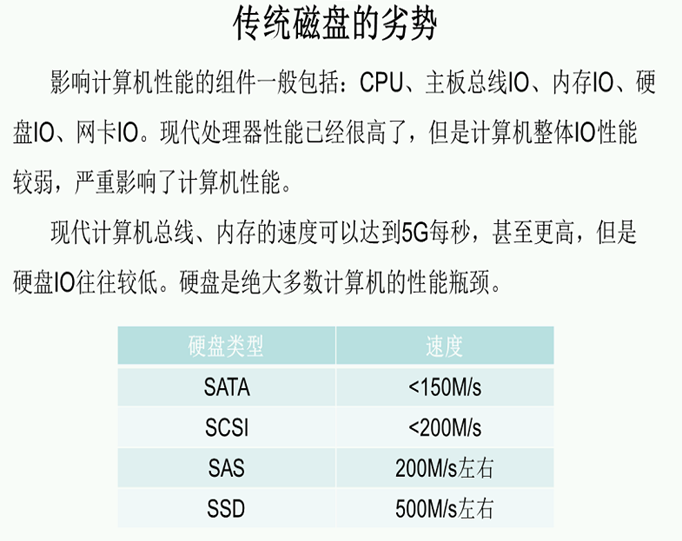 传统磁盘的劣势
影响计算机性能的组件一般包括：CPU、主板总线IO、内存IO、硬
盘IO、网卡IO。现代处理器性能已经很高了，但是计算机整体IO性能
较弱，严重影响了计算机性能。
现代计算机总线、内存的速度可以达到5G每秒，甚至更高，但是
硬盘IO往往较低。硬盘是绝大多数计算机的性能瓶颈。
硬盘类型 速度
SATA <150M/s
SCSI <200M/s
SAS 200M/s左右
SSD 500M/s左右